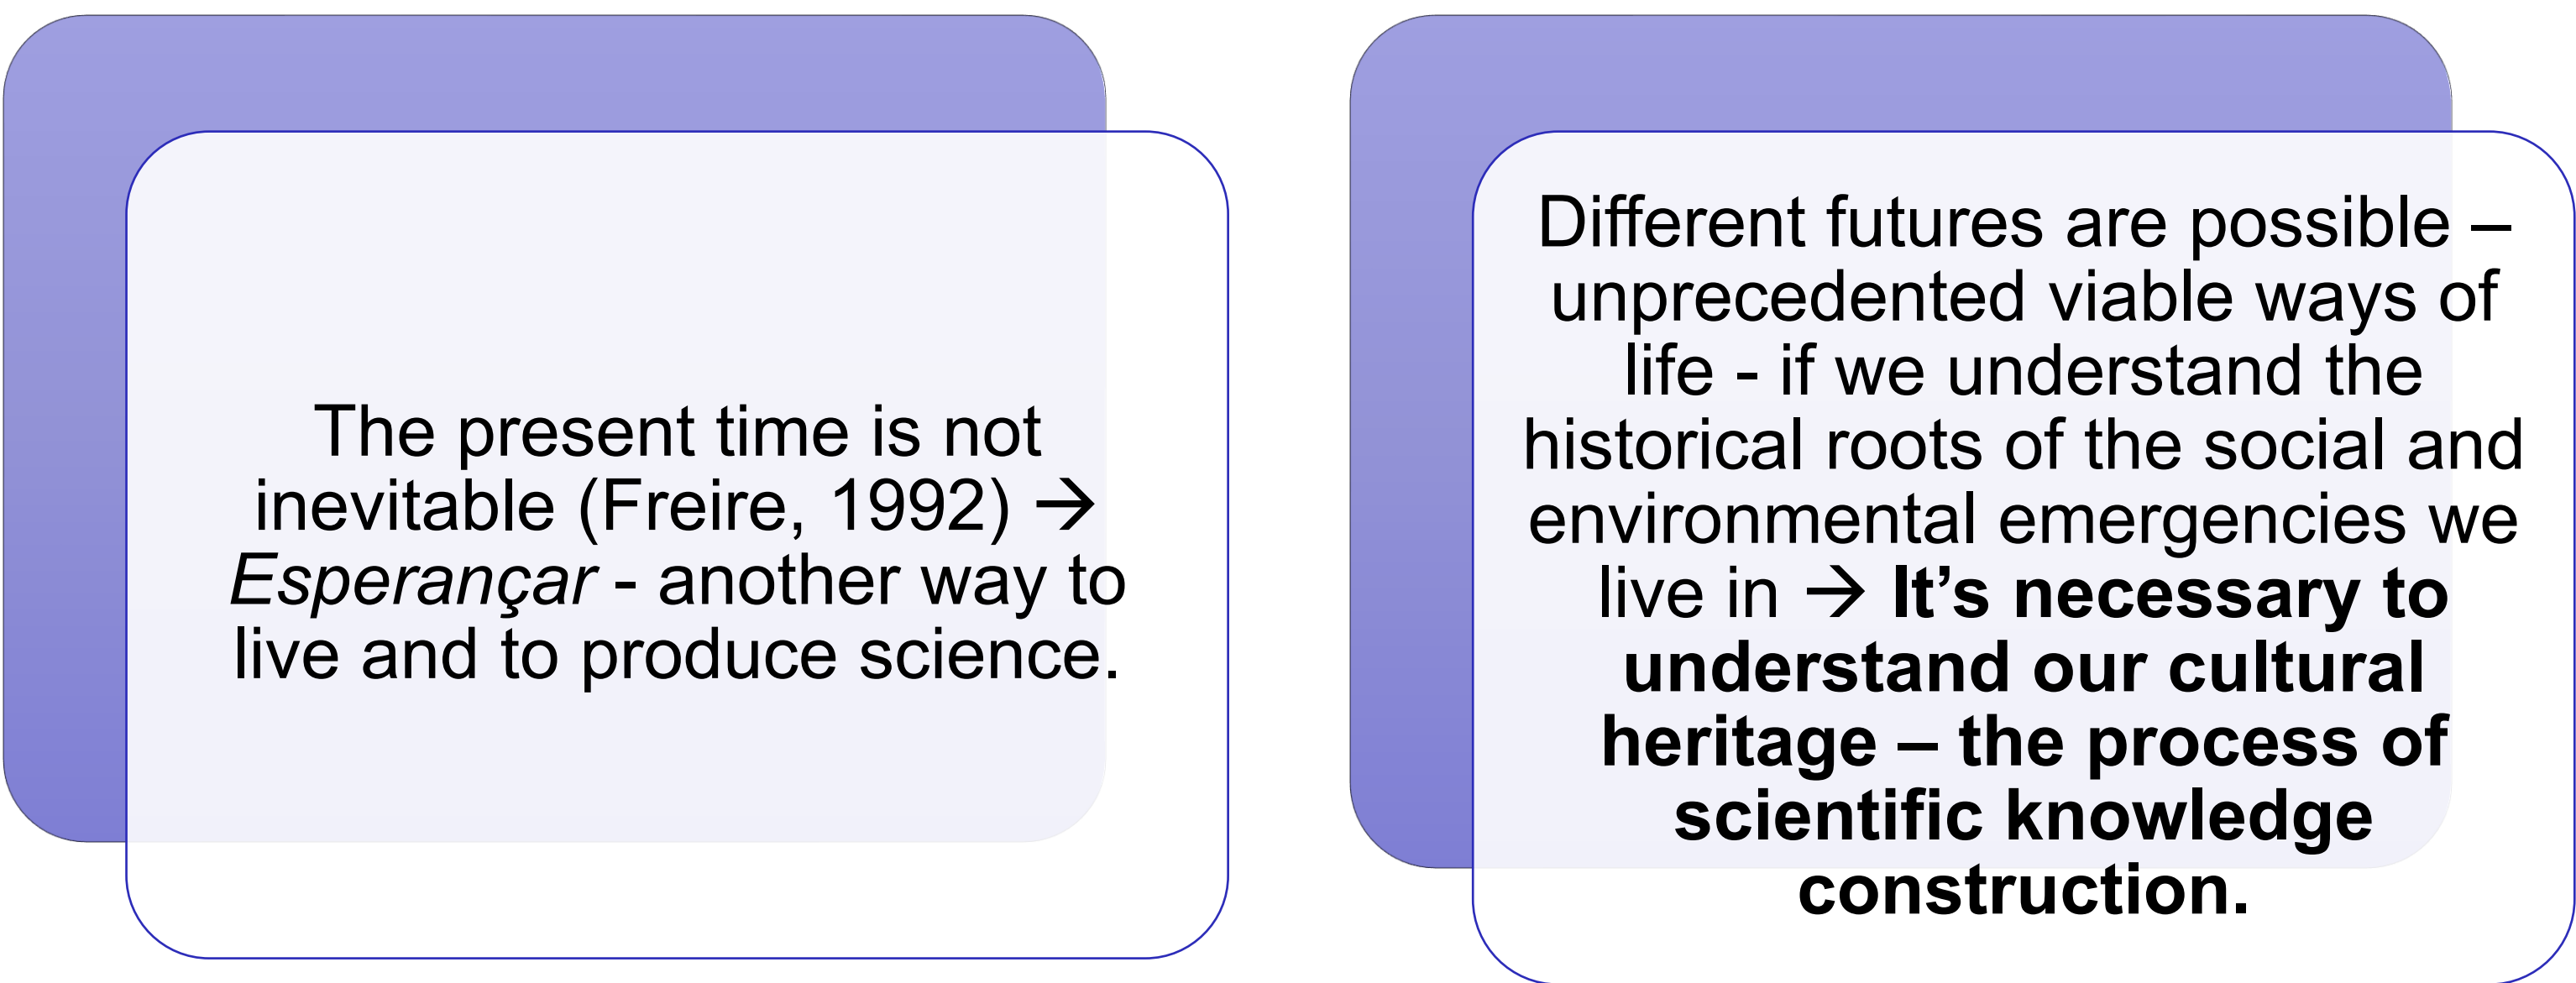 The present time is not
inevitable (Freire, 1992) →
Esperançar - another way to
live and to produce science.
Different futures are possible –
unprecedented viable ways of
life - if we understand the
historical roots of the social and
environmental emergencies we
live in → It’s necessary to
understand our cultural
heritage – the process of
scientific knowledge
construction.